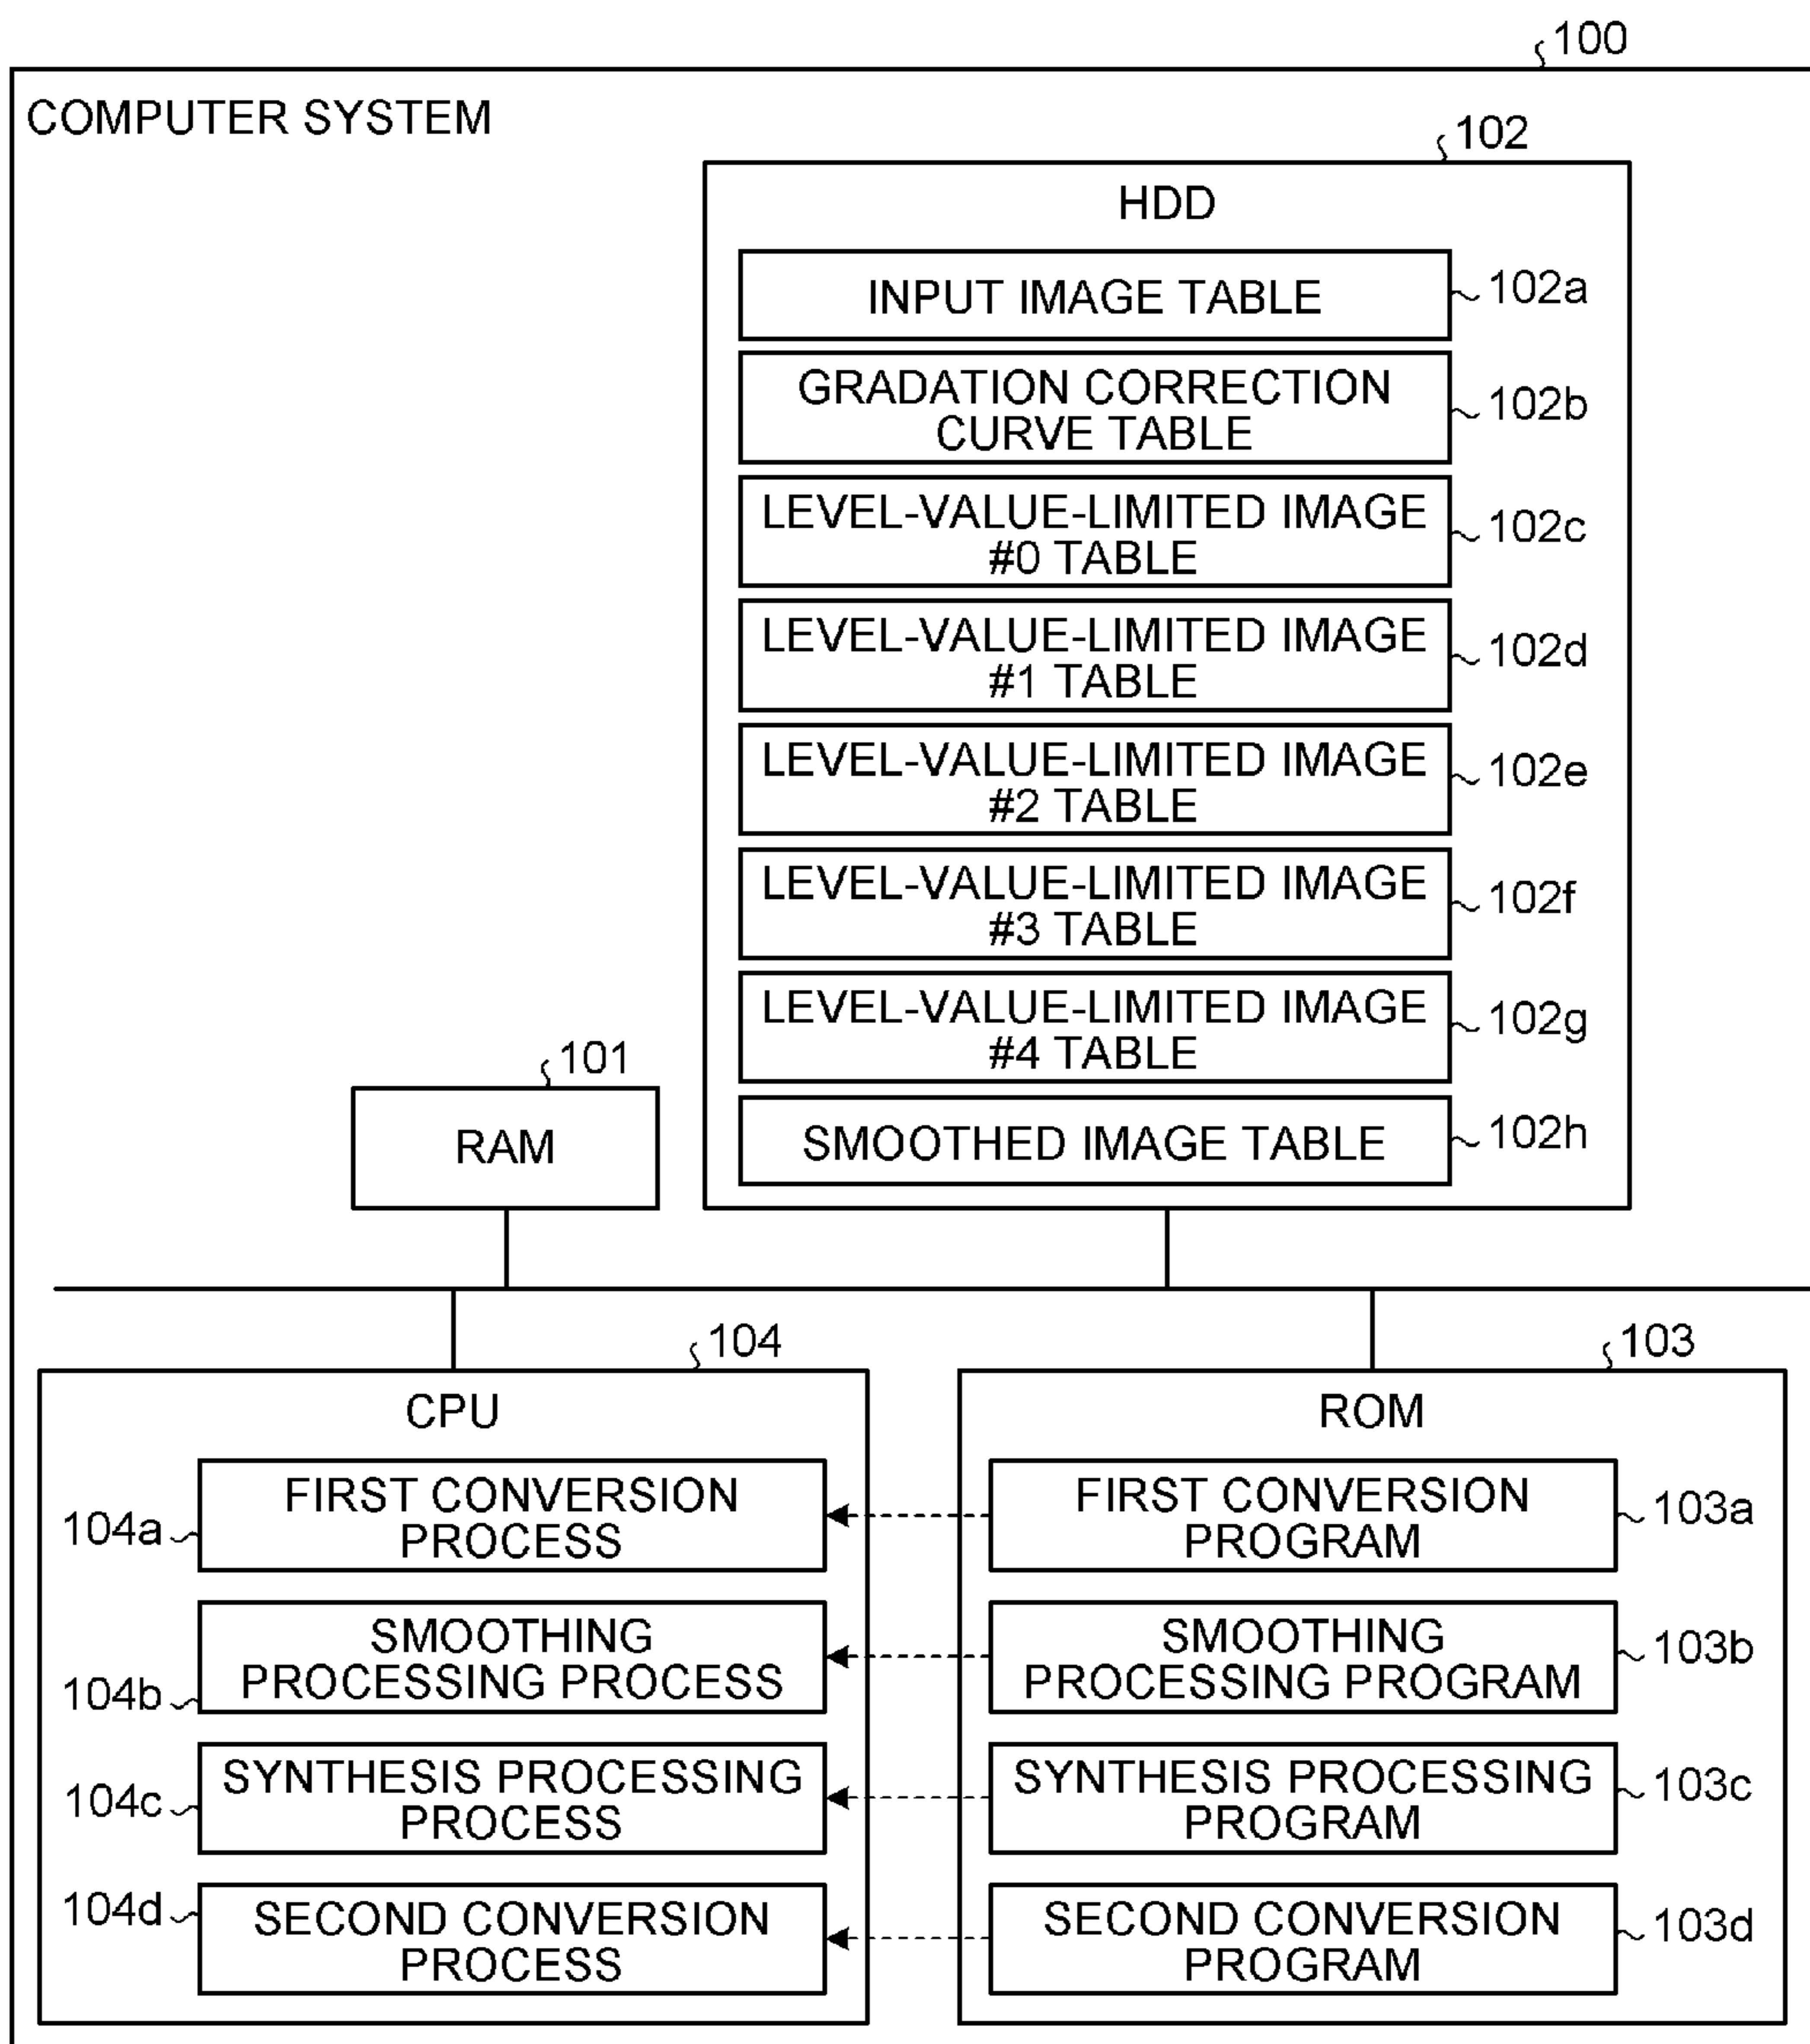 100
COMPUTER SYSTEM
102
HDD
INPUT IMAGE TABLE
102a
GRADATION CORRECTION
CURVE TABLE
102b
LEVEL-VALUE-LIMITED IMAGE
#0 TABLE
102c
LEVEL-VALUE-LIMITED IMAGE
#1 TABLE
102d
LEVEL-VALUE-LIMITED IMAGE
#2 TABLE
102e
LEVEL-VALUE-LIMITED IMAGE
#3 TABLE
102f
LEVEL-VALUE-LIMITED IMAGE
#4 TABLE
102g
SMOOTHED IMAGE TABLE
102h
101
RAM
104
CPU
FIRST CONVERSION
PROCESS
104a
SMOOTHING
PROCESSING PROCESS
104b
SYNTHESIS PROCESSING
PROCESS
104c
SECOND CONVERSION
PROCESS
104d
103
ROM
FIRST CONVERSION
PROGRAM
103a
SMOOTHING
PROCESSING PROGRAM
103b
SYNTHESIS PROCESSING
PROGRAM
103c
SECOND CONVERSION
PROGRAM
103d